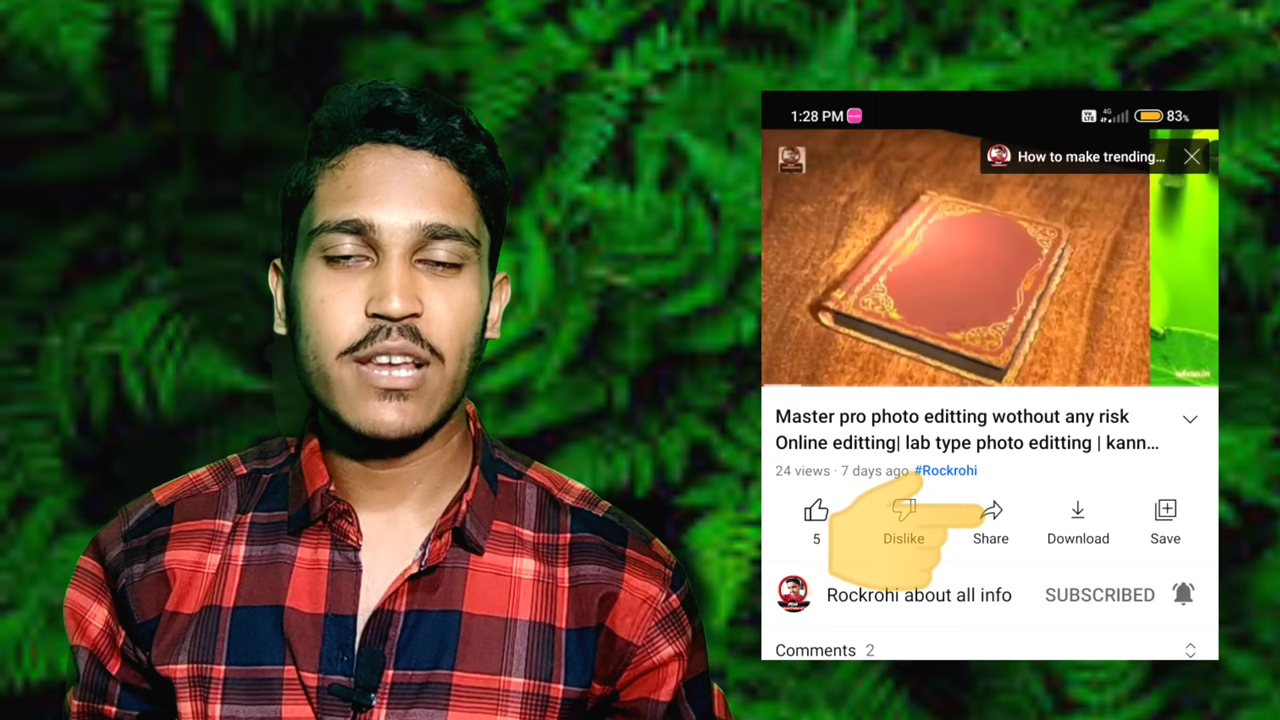 1:28 PM
4G
83%
How to make trending...
Master pro photo editting wothout any risk
Online editting| lab type photo editting | kann...
24 views · 7 days ago #Rockrohi
5
Dislike
Share
Download
Save
Rockrohi about all info
SUBSCRIBED
Comments 2